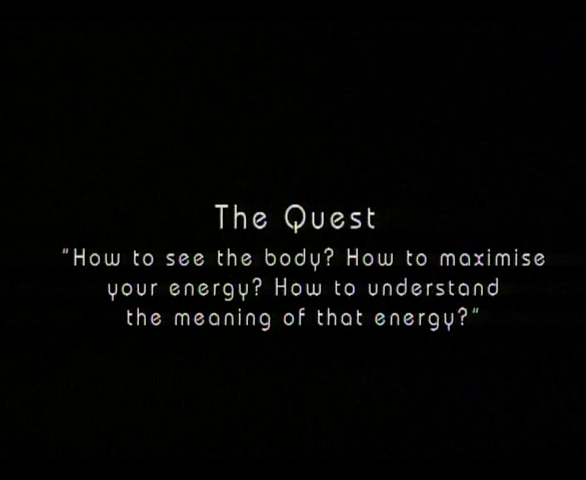 The Quest
"How to see the body? How to maximise
your energy? How to understand
the meaning of that energy?"